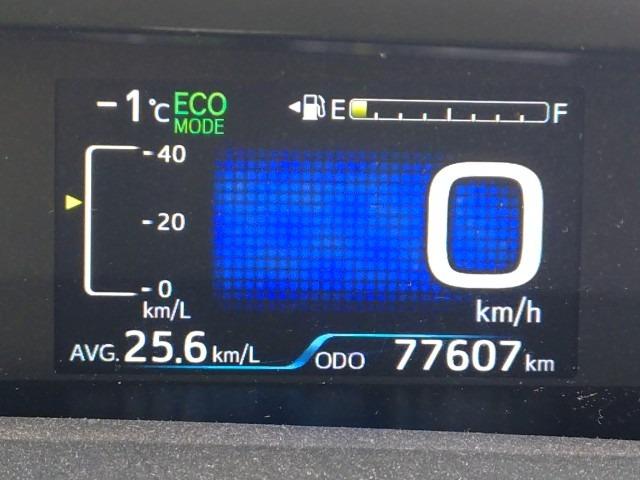 -1°C ECO MODE E F
-40
-20
-0
km/L
0
km/h
AVG. 25.6 km/L ODO 77607 km